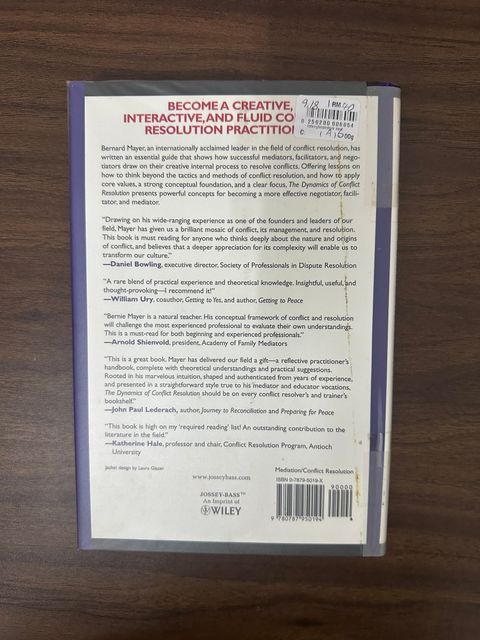 BECOME A CREATIVE,
INTERACTIVE, AND FLUID CO
RESOLUTION PRACTITION
9.18 1 RM 40
0 256200 606054
Bernard Mayer, an internationally acclaimed leader in the field of conflict resolution, has
written an essential guide that shows how successful mediators, facilitators, and nego-
tiators draw on their creative internal process to resolve conflicts. Offering lessons on
how to think beyond the tactics and methods of conflict resolution, and how to apply
core values, a strong conceptual foundation, and a clear focus, The Dynamics of Conflict
Resolution presents powerful concepts for becoming a more effective negotiator, facili-
tator, and mediator.
"Drawing on his wide-ranging experience as one of the founders and leaders of our
field, Mayer has given us a brilliant mosaic of conflict, its management, and resolution.
This book is must reading for anyone who thinks deeply about the nature and origins
of conflict, and believes that a deeper appreciation for its complexity will enable us to
transform our culture."
—Daniel Bowling, executive director, Society of Professionals in Dispute Resolution
"A rare blend of practical experience and theoretical knowledge. Insightful, useful, and
thought-provoking—I recommend it!"
—William Ury, coauthor, Getting to Yes, and author, Getting to Peace
"Bernie Mayer is a natural teacher. His conceptual framework of conflict and resolution
will challenge the most experienced professional to evaluate their own understandings.
This is a must-read for both beginning and experienced professionals."
—Arnold Shienvold, president, Academy of Family Mediators
"This is a great book. Mayer has delivered our field a gift—a reflective practitioner's
handbook, complete with theoretical understandings and practical suggestions.
Rooted in his marvelous intuition, shaped and authenticated from years of experience,
and presented in a straightforward style true to his mediator and educator vocations,
The Dynamics of Conflict Resolution should be on every conflict resolver's and trainer's
bookshelf."
—John Paul Lederach, author, Journey to Reconciliation and Preparing for Peace
"This book is high on my 'required reading' list! An outstanding contribution to the
literature in the field."
—Katherine Hale, professor and chair, Conflict Resolution Program, Antioch
University
Jacket design by Laura Glazer
www.josseybass.com
JOSSEY-BASS™
An Imprint of
WILEY
Mediation/Conflict Resolution
ISBN 0-7879-5019-X
90000
9 780787 950194